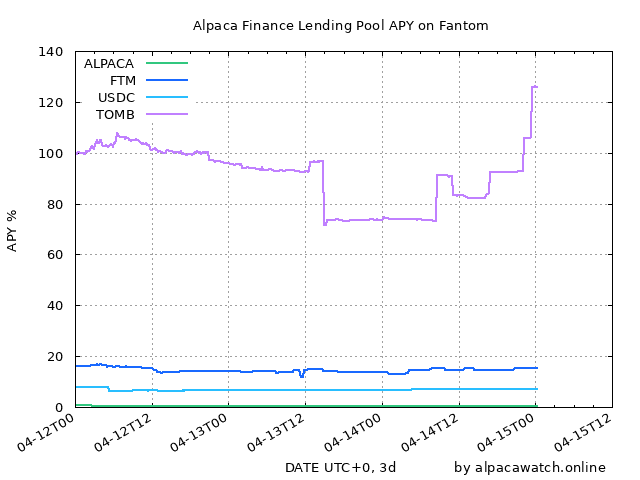 Alpaca Finance Lending Pool APY on Fantom
140
120
100
80
60
40
20
0
APY %
ALPACA
FTM
USDC
TOMB
04-12T00
04-12T12
04-13T00
04-13T12
04-14T00
04-14T12
04-15T00
04-15T12
DATE UTC+0, 3d
by alpacawatch.online